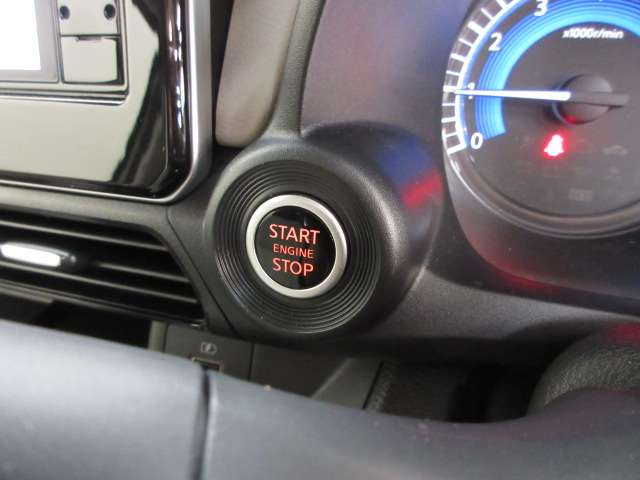 3
x1000r/min
2
1
0
START
ENGINE
STOP